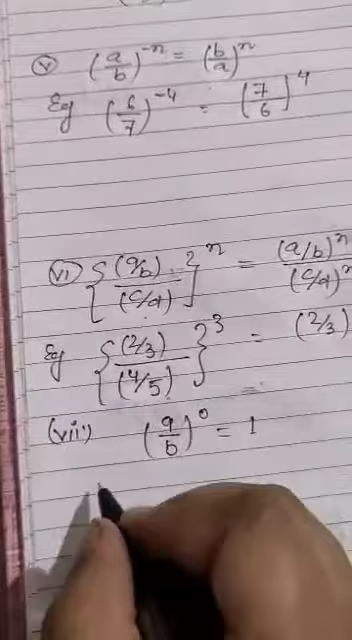 (v) (a/b)^-n = (b/a)^n
Eg (6/7)^-4 = (7/6)^4
(vi) {(a/b)/(c/d)}^n = (a/b)^n/(c/d)^n
Eg {(2/3)/(4/5)}^3 = (2/3)
(vii) (a/b)^0 = 1